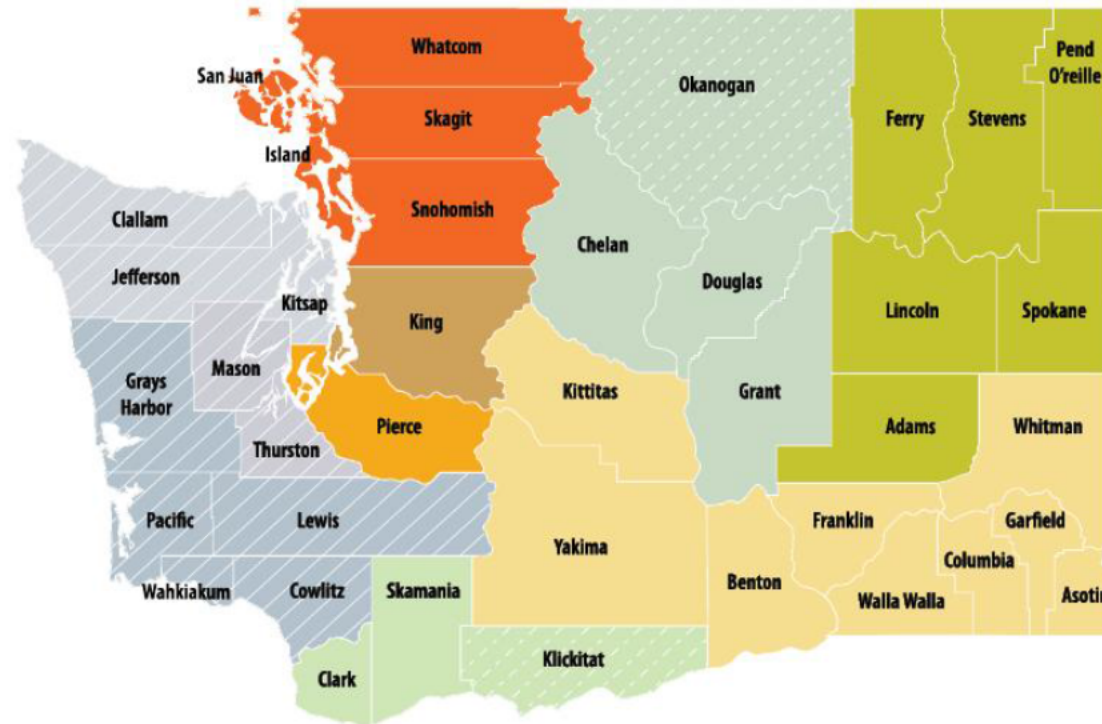 Whatcom
Pend
O'reille
San Juan
Okanogan
Skagit
Ferry
Stevens
Island
Snohomish
Clallam
Chelan
Jefferson
Douglas
Kitsap
King
Lincoln
Spokane
Mason
Grays
Harbor
Kittitas
Grant
Pierce
Adams
Whitman
Thurston
Pacific
Lewis
Franklin
Garfield
Yakima
Columbia
Wahkiakum
Cowlitz
Skamania
Benton
Walla Walla
Asotin
Klickitat
Clark